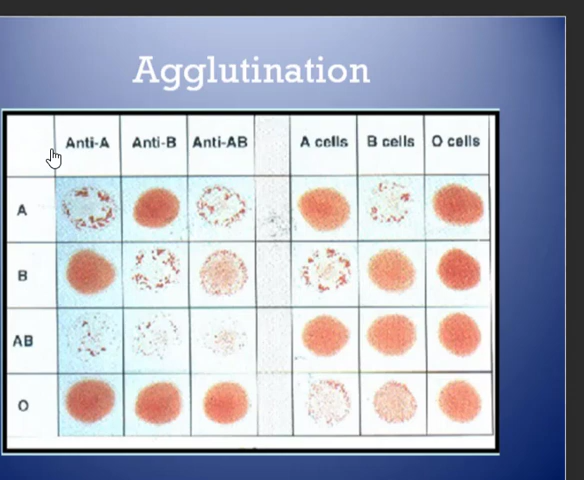 Agglutination
Anti-A Anti-B Anti-AB A cells B cells O cells
A
B
AB
O